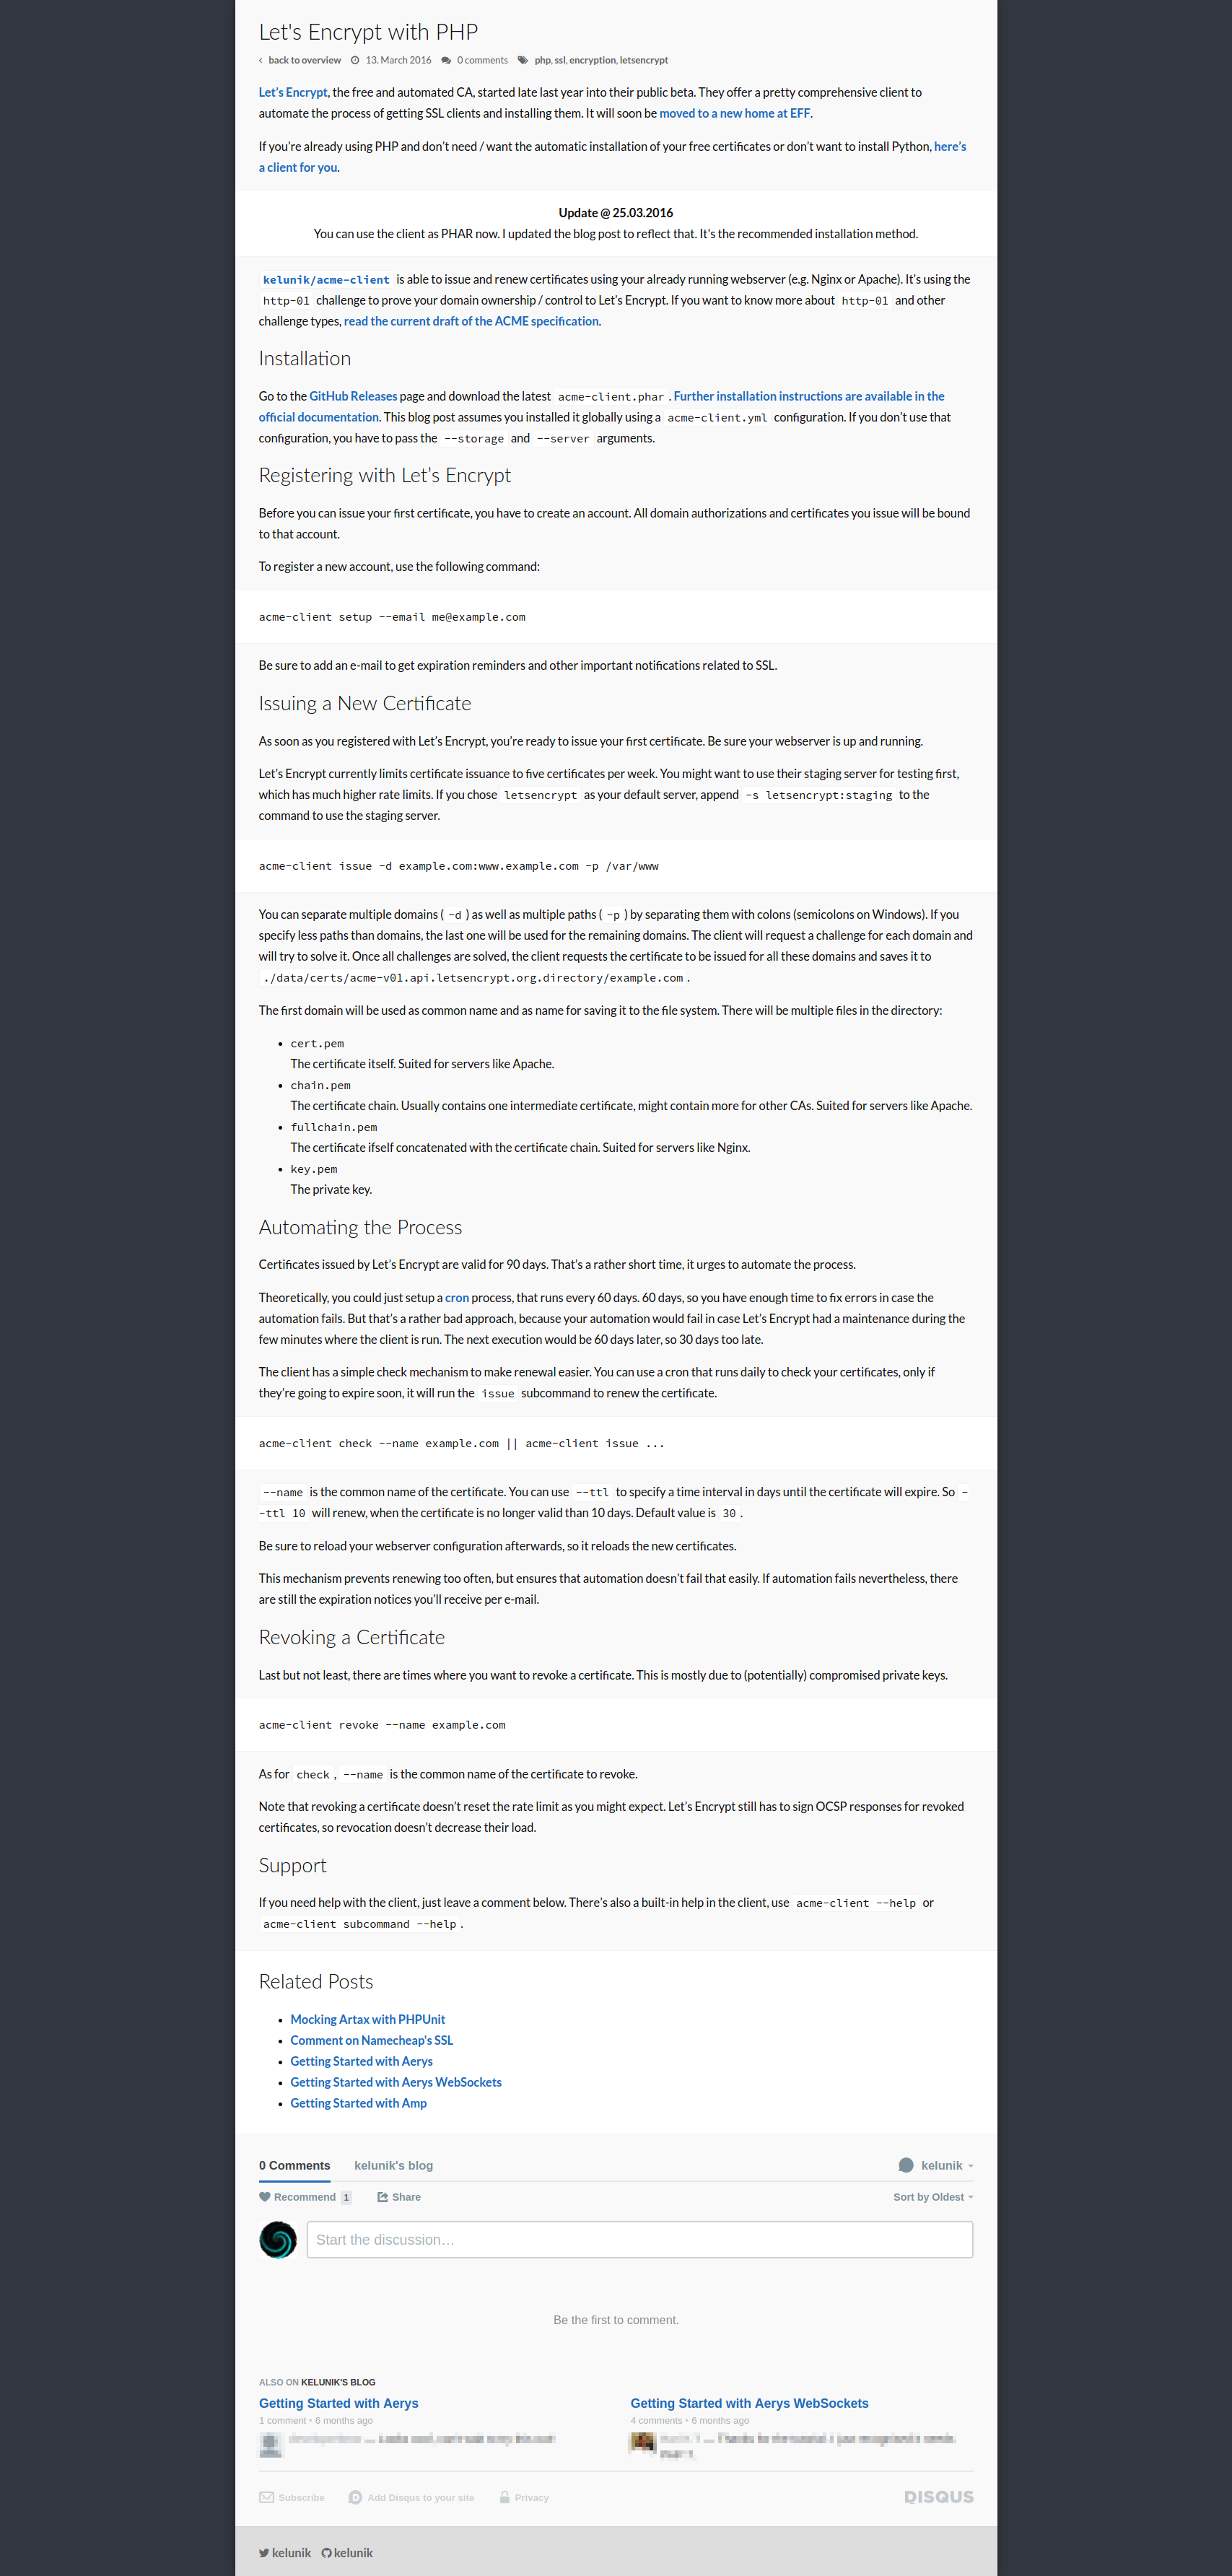 Let's Encrypt with PHP
back to overview 13. March 2016 0 comments php, ssl, encryption, letsencrypt
Let's Encrypt, the free and automated CA, started late last year into their public beta. They offer a pretty comprehensive client to
automate the process of getting SSL clients and installing them. It will soon be moved to a new home at EFF.
If you're already using PHP and don't need / want the automatic installation of your free certificates or don't want to install Python, here's
a client for you.
Update @ 25.03.2016
You can use the client as PHAR now. I updated the blog post to reflect that. It's the recommended installation method.
kelunik/acme-client is able to issue and renew certificates using your already running webserver (e.g. Nginx or Apache). It's using the
http-01 challenge to prove your domain ownership / control to Let's Encrypt. If you want to know more about http-01 and other
challenge types, read the current draft of the ACME specification.
Installation
Go to the GitHub Releases page and download the latest acme-client.phar. Further installation instructions are available in the
official documentation. This blog post assumes you installed it globally using a acme-client.yml configuration. If you don't use that
configuration, you have to pass the --storage and --server arguments.
Registering with Let's Encrypt
Before you can issue your first certificate, you have to create an account. All domain authorizations and certificates you issue will be bound
to that account.
To register a new account, use the following command:
acme-client setup --email me@example.com
Be sure to add an e-mail to get expiration reminders and other important notifications related to SSL.
Issuing a New Certificate
As soon as you registered with Let's Encrypt, you're ready to issue your first certificate. Be sure your webserver is up and running.
Let's Encrypt currently limits certificate issuance to five certificates per week. You might want to use their staging server for testing first,
which has much higher rate limits. If you chose letsencrypt as your default server, append -s letsencrypt:staging to the
command to use the staging server.
acme-client issue -d example.com:www.example.com -p /var/www
You can separate multiple domains ( -d ) as well as multiple paths ( -p ) by separating them with colons (semicolons on Windows). If you
specify less paths than domains, the last one will be used for the remaining domains. The client will request a challenge for each domain and
will try to solve it. Once all challenges are solved, the client requests the certificate to be issued for all these domains and saves it to
./data/certs/acme-v01.api.letsencrypt.org.directory/example.com .
The first domain will be used as common name and as name for saving it to the file system. There will be multiple files in the directory:
• cert.pem
The certificate itself. Suited for servers like Apache.
• chain.pem
The certificate chain. Usually contains one intermediate certificate, might contain more for other CAs. Suited for servers like Apache.
• fullchain.pem
The certificate ifself concatenated with the certificate chain. Suited for servers like Nginx.
• key.pem
The private key.
Automating the Process
Certificates issued by Let's Encrypt are valid for 90 days. That's a rather short time, it urges to automate the process.
Theoretically, you could just setup a cron process, that runs every 60 days. 60 days, so you have enough time to fix errors in case the
automation fails. But that's a rather bad approach, because your automation would fail in case Let's Encrypt had a maintenance during the
few minutes where the client is run. The next execution would be 60 days later, so 30 days too late.
The client has a simple check mechanism to make renewal easier. You can use a cron that runs daily to check your certificates, only if
they're going to expire soon, it will run the issue subcommand to renew the certificate.
acme-client check --name example.com || acme-client issue ...
--name is the common name of the certificate. You can use --ttl to specify a time interval in days until the certificate will expire. So -
-ttl 10 will renew, when the certificate is no longer valid than 10 days. Default value is 30 .
Be sure to reload your webserver configuration afterwards, so it reloads the new certificates.
This mechanism prevents renewing too often, but ensures that automation doesn't fail that easily. If automation fails nevertheless, there
are still the expiration notices you'll receive per e-mail.
Revoking a Certificate
Last but not least, there are times where you want to revoke a certificate. This is mostly due to (potentially) compromised private keys.
acme-client revoke --name example.com
As for check , --name is the common name of the certificate to revoke.
Note that revoking a certificate doesn't reset the rate limit as you might expect. Let's Encrypt still has to sign OCSP responses for revoked
certificates, so revocation doesn't decrease their load.
Support
If you need help with the client, just leave a comment below. There's also a built-in help in the client, use acme-client --help or
acme-client subcommand --help .
Related Posts
• Mocking Artax with PHPUnit
• Comment on Namecheap's SSL
• Getting Started with Aerys
• Getting Started with Aerys WebSockets
• Getting Started with Amp
0 Comments kelunik's blog kelunik
Recommend 1 Share Sort by Oldest
Start the discussion…
Be the first to comment.
ALSO ON KELUNIK'S BLOG
Getting Started with Aerys Getting Started with Aerys WebSockets
1 comment • 6 months ago 4 comments • 6 months ago
Subscribe Add Disqus to your site Privacy DISQUS
kelunik kelunik